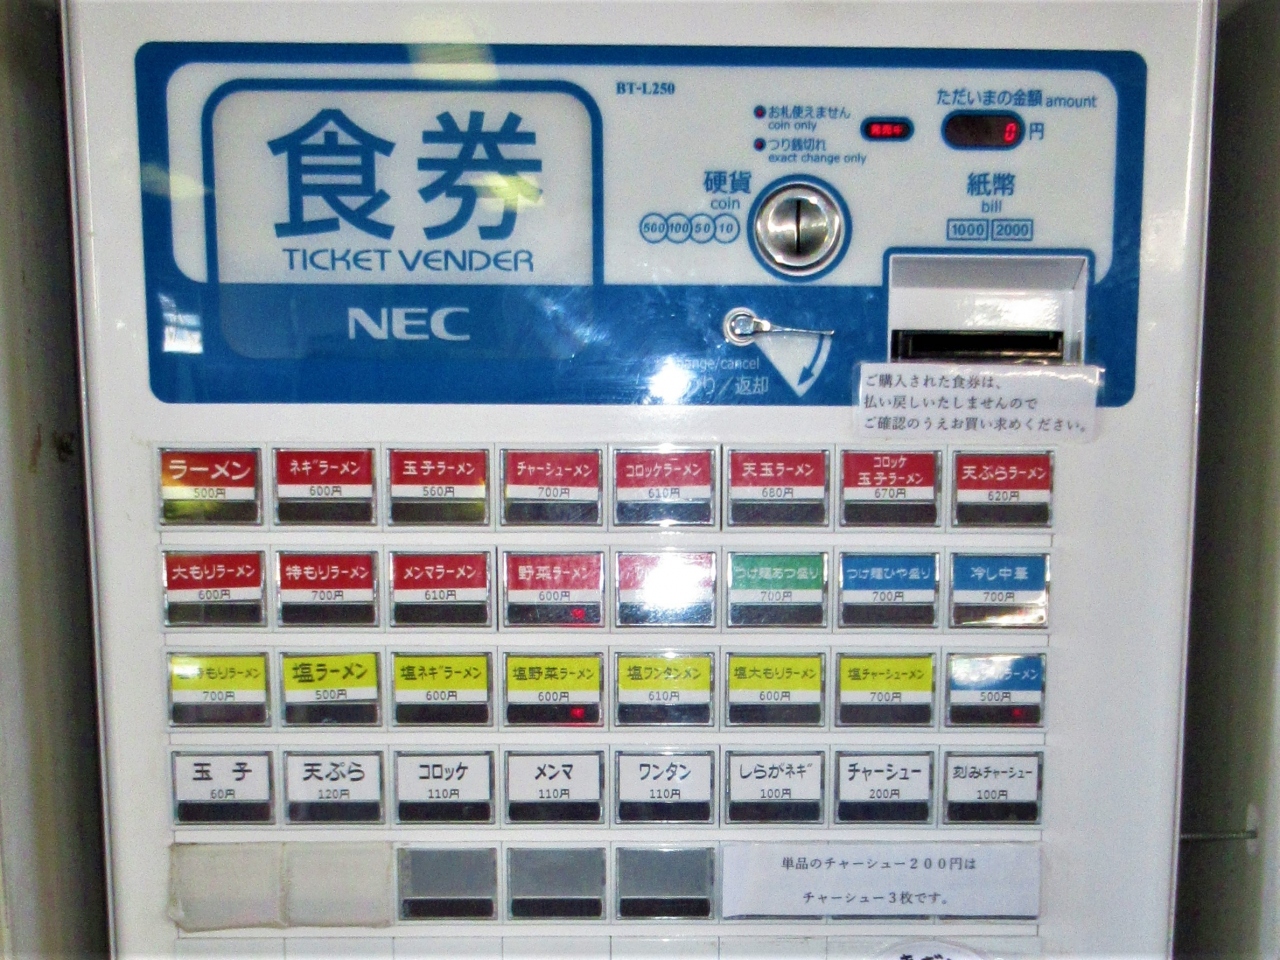 食券
TICKET VENDER
NEC
BT-L250
お札使えません
coin only
つり銭切れ
exact change only
発売中
ただいまの金額 amount
0 円
硬貨
coin
500 100 50 10
紙幣
bill
1000 2000
change/cancel
返却
ご購入された食券は、
払い戻しいたしませんので
ご確認のうえお買い求めください。
ラーメン
500円
ネギラーメン
600円
玉子ラーメン
560円
チャーシューメン
700円
コロッケラーメン
610円
天玉ラーメン
680円
コロッケ
玉子ラーメン
670円
天ぷらラーメン
620円
大もりラーメン
600円
特もりラーメン
700円
メンマラーメン
610円
野菜ラーメン
600円
つけ麺あつ盛り
700円
つけ麺ひや盛り
700円
冷し中華
700円
もりラーメン
700円
塩ラーメン
500円
塩ネギラーメン
600円
塩野菜ラーメン
600円
塩ワンタンメン
610円
塩大もりラーメン
600円
塩チャーシューメン
700円
ラーメン
500円
玉子
60円
天ぷら
120円
コロッケ
110円
メンマ
110円
ワンタン
110円
しらがネギ
100円
チャーシュー
200円
刻みチャーシュー
100円
単品のチャーシュー200円は
チャーシュー3枚です。